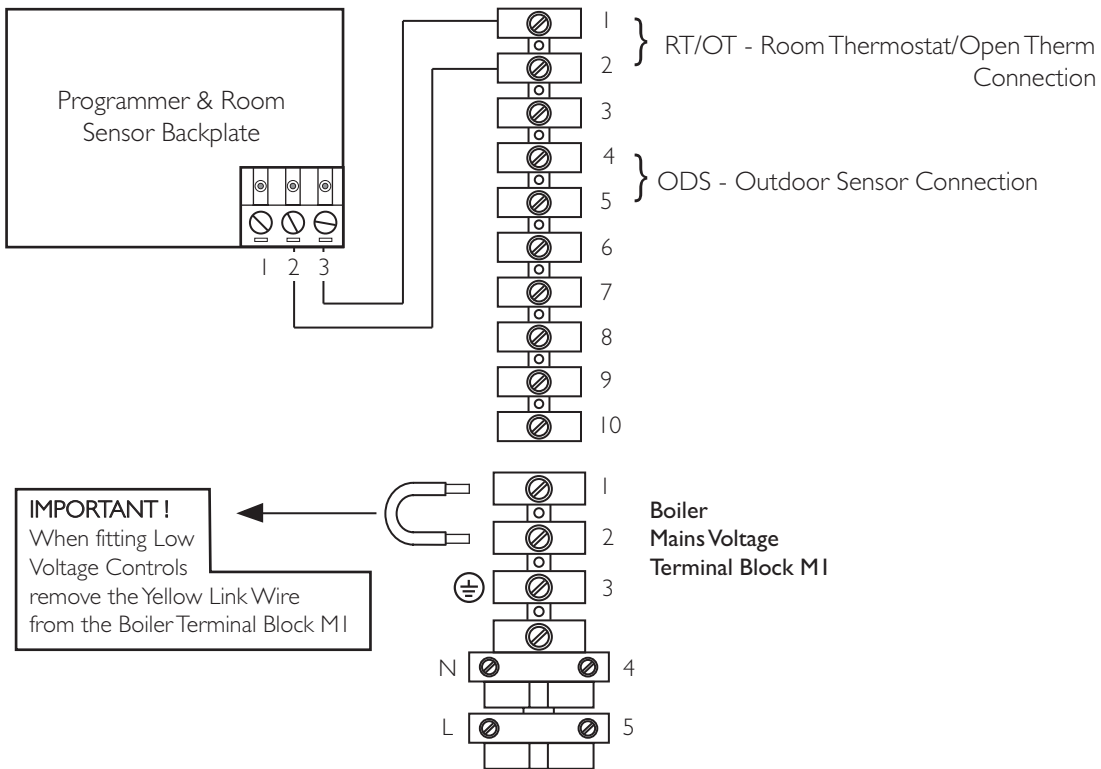 Programmer & Room
Sensor Backplate
1 2 3
1
2
3
4
5
6
7
8
9
10
RT/OT - Room Thermostat/Open Therm
Connection
ODS - Outdoor Sensor Connection
IMPORTANT !
When fitting Low
Voltage Controls
remove the Yellow Link Wire
from the Boiler Terminal Block M1
1
2
3
N 4
L 5
Boiler
Mains Voltage
Terminal Block M1